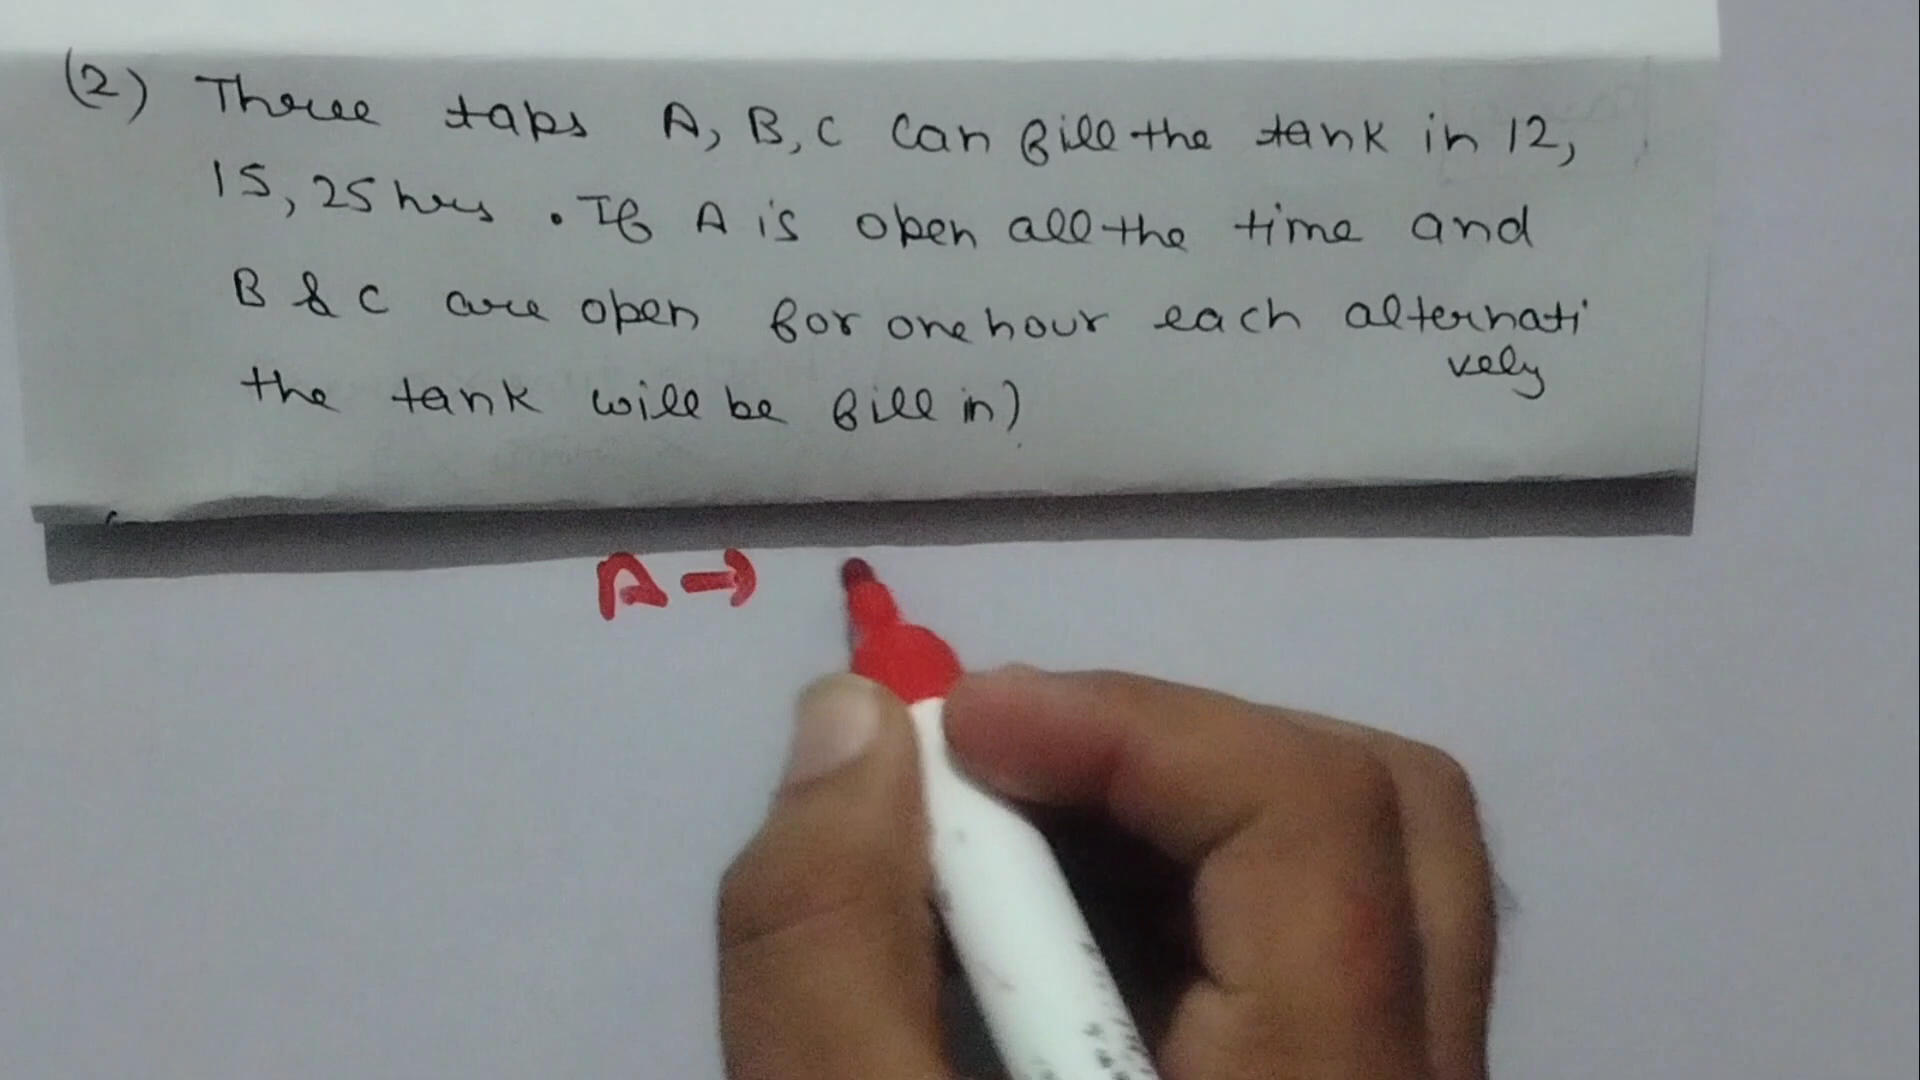 (2) Three taps A, B, C can fill the tank in 12,
15, 25 hrs . If A is open all the time and
B & C are open for one hour each alternati
vely
the tank will be fill in)
A →